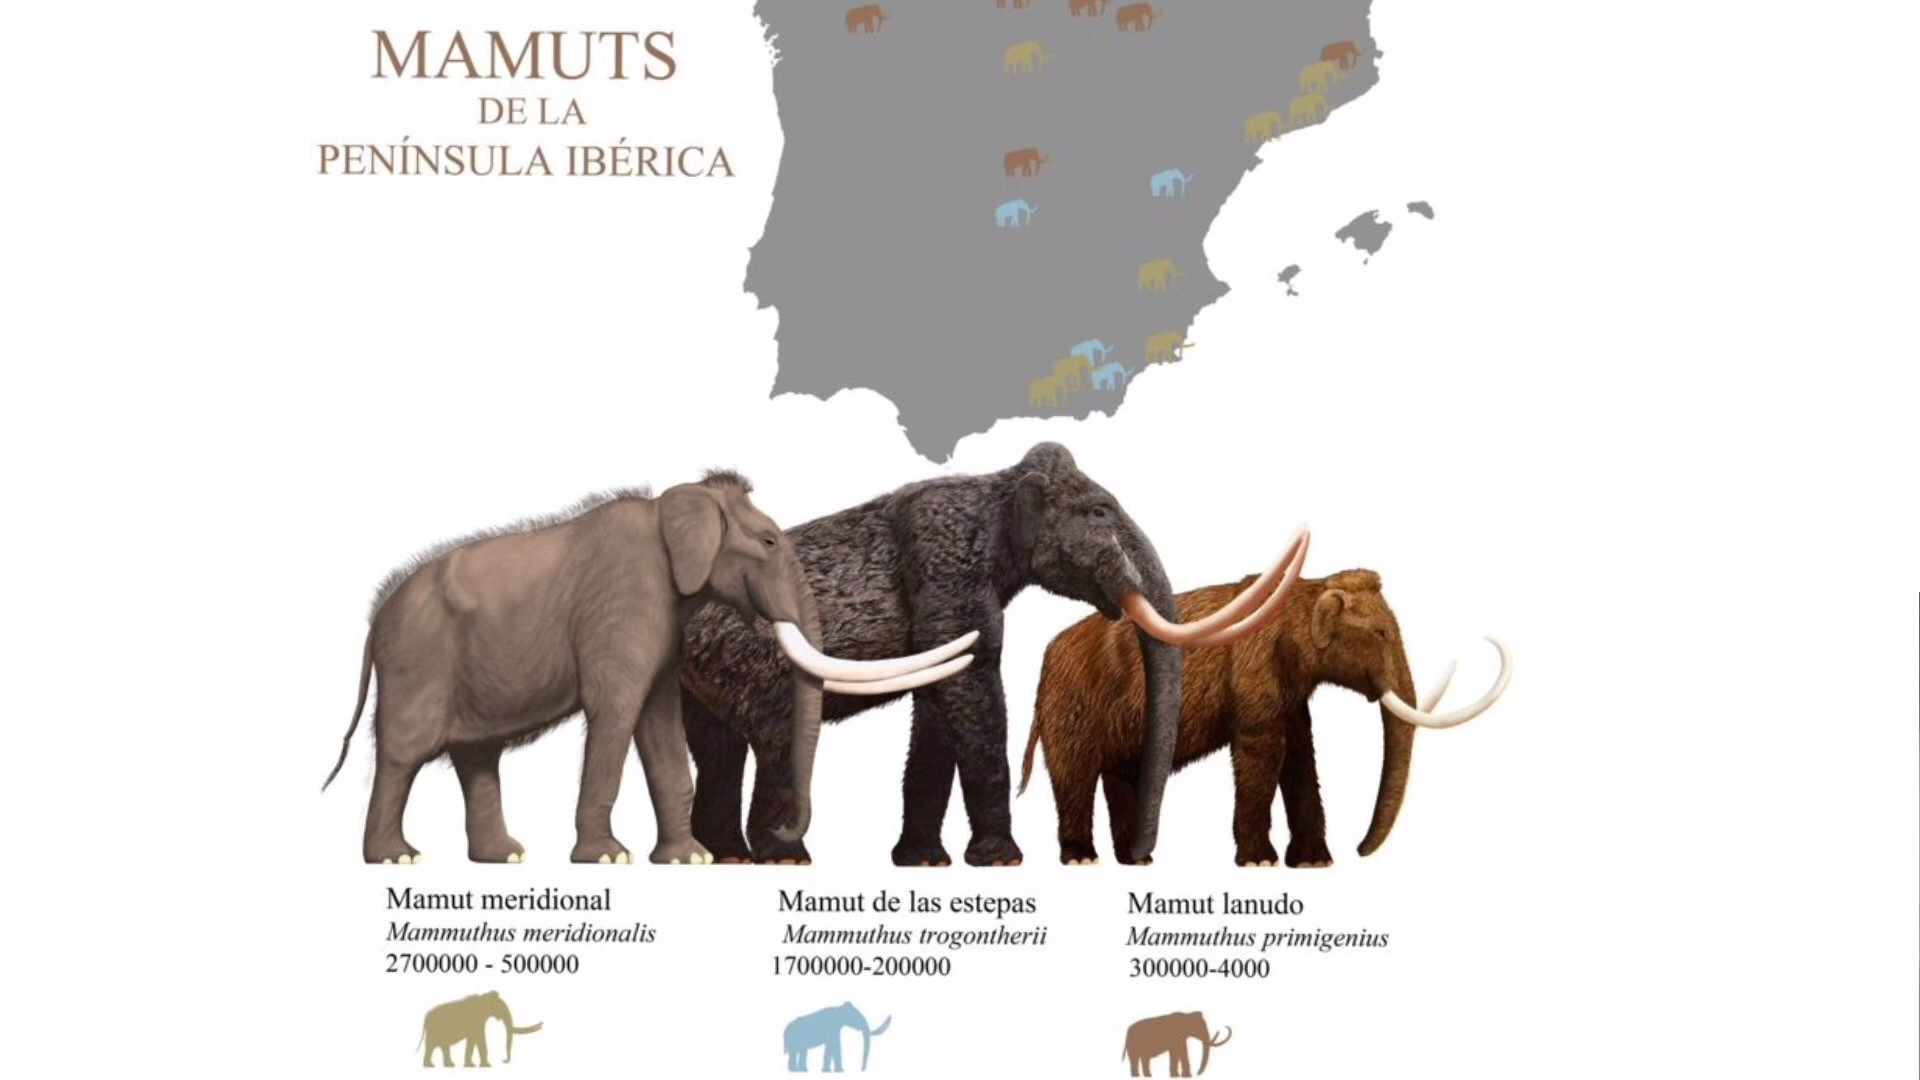 MAMUTS
DE LA
PENÍNSULA IBÉRICA
Mamut meridional
Mammuthus meridionalis
2700000 - 500000
Mamut de las estepas
Mammuthus trogontherii
1700000-200000
Mamut lanudo
Mammuthus primigenius
300000-4000